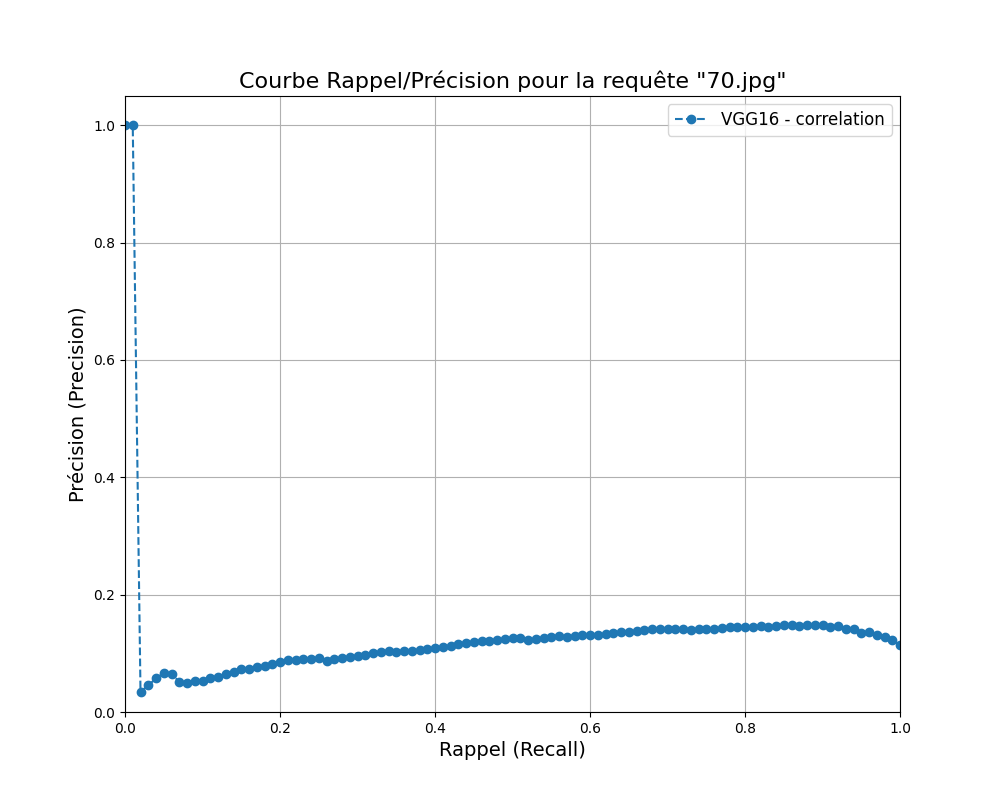 Courbe Rappel/Précision pour la requête "70.jpg"
VGG16 - correlation
1.0
0.8
0.6
0.4
0.2
0.0
Précision (Precision)
0.0 0.2 0.4 0.6 0.8 1.0
Rappel (Recall)